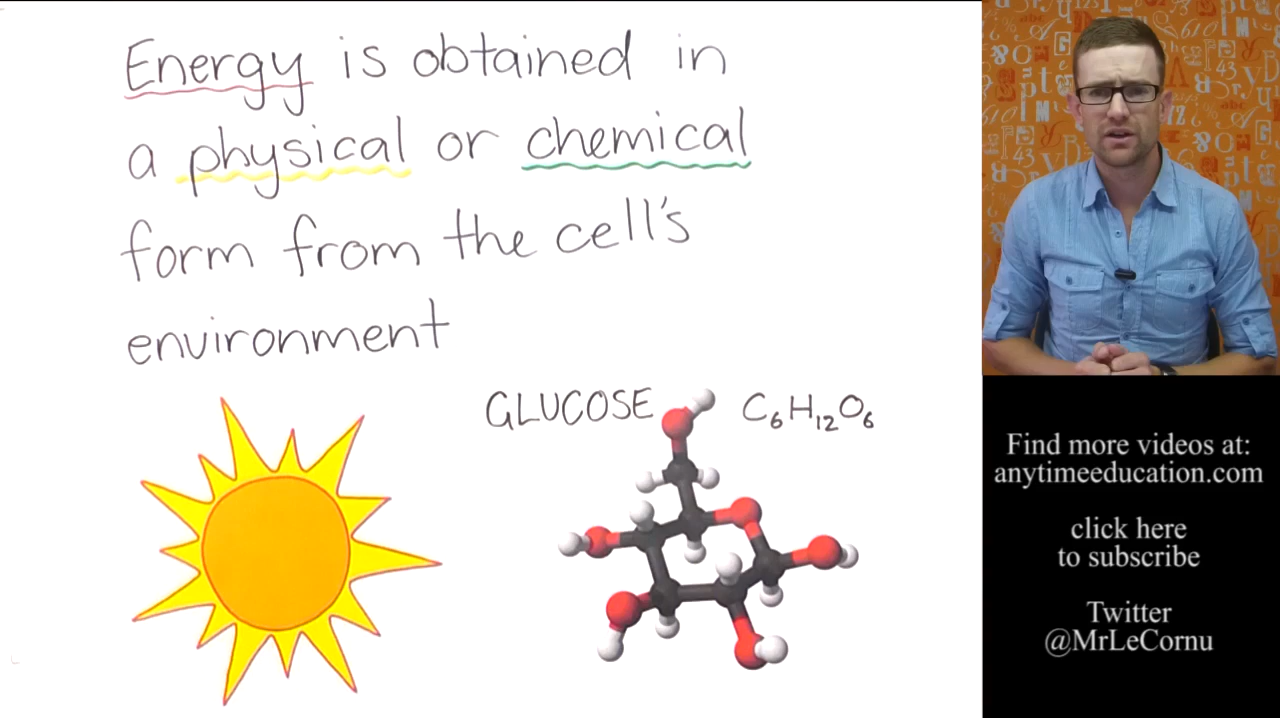 Energy is obtained in
a physical or chemical
form from the cell's
environment
GLUCOSE C₆H₁₂O₆
Find more videos at:
anytimeeducation.com
click here
to subscribe
Twitter
@MrLeCornu